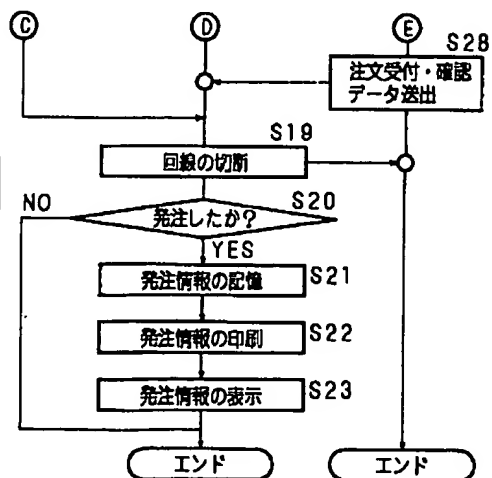 C
D
E
S28
注文受付・確認
データ送出
S19
回線の切断
NO
発注したか?
S20
YES
発注情報の記憶
S21
発注情報の印刷
S22
発注情報の表示
S23
エンド
エンド